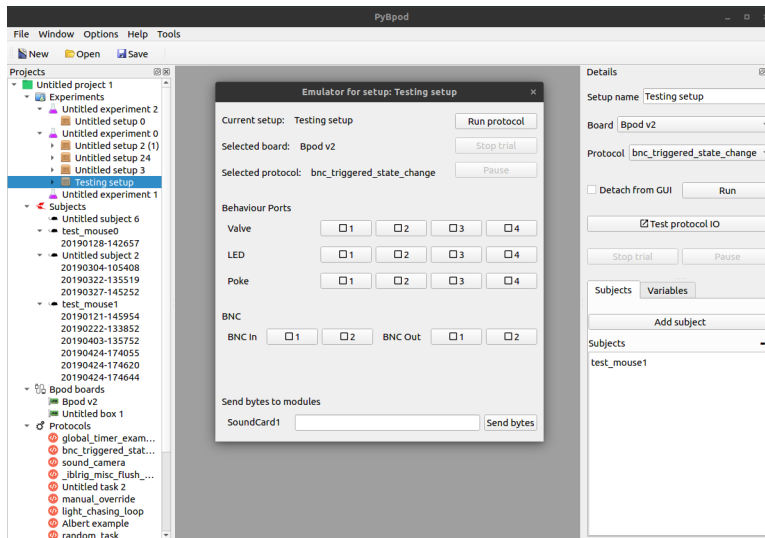 PyBpod
File Window Options Help Tools
New Open Save
Projects
Untitled project 1
Experiments
Untitled experiment 2
Untitled setup 0
Untitled experiment 0
Untitled setup 2 (1)
Untitled setup 24
Untitled setup 3
Testing setup
Untitled experiment 1
Subjects
Untitled subject 6
test_mouse0
20190128-142657
Untitled subject 2
20190304-105408
20190322-135519
20190327-145252
test_mouse1
20190121-145954
20190222-133852
20190403-135752
20190424-174055
20190424-174620
20190424-174644
Bpod boards
Bpod v2
Untitled box 1
Protocols
global_timer_exam...
bnc_triggered_stat...
sound_camera
_iblrig_misc_flush_...
Untitled task 2
manual_override
light_chasing_loop
Albert example
random_task
Emulator for setup: Testing setup
Current setup: Testing setup Run protocol
Selected board: Bpod v2 Stop trial
Selected protocol: bnc_triggered_state_change Pause
Behaviour Ports
Valve 1 2 3 4
LED 1 2 3 4
Poke 1 2 3 4
BNC
BNC In 1 2 BNC Out 1 2
Send bytes to modules
SoundCard1 Send bytes
Details
Setup name Testing setup
Board Bpod v2
Protocol bnc_triggered_state_change
Detach from GUI Run
Test protocol IO
Stop trial Pause
Subjects Variables
Add subject
Subjects
test_mouse1